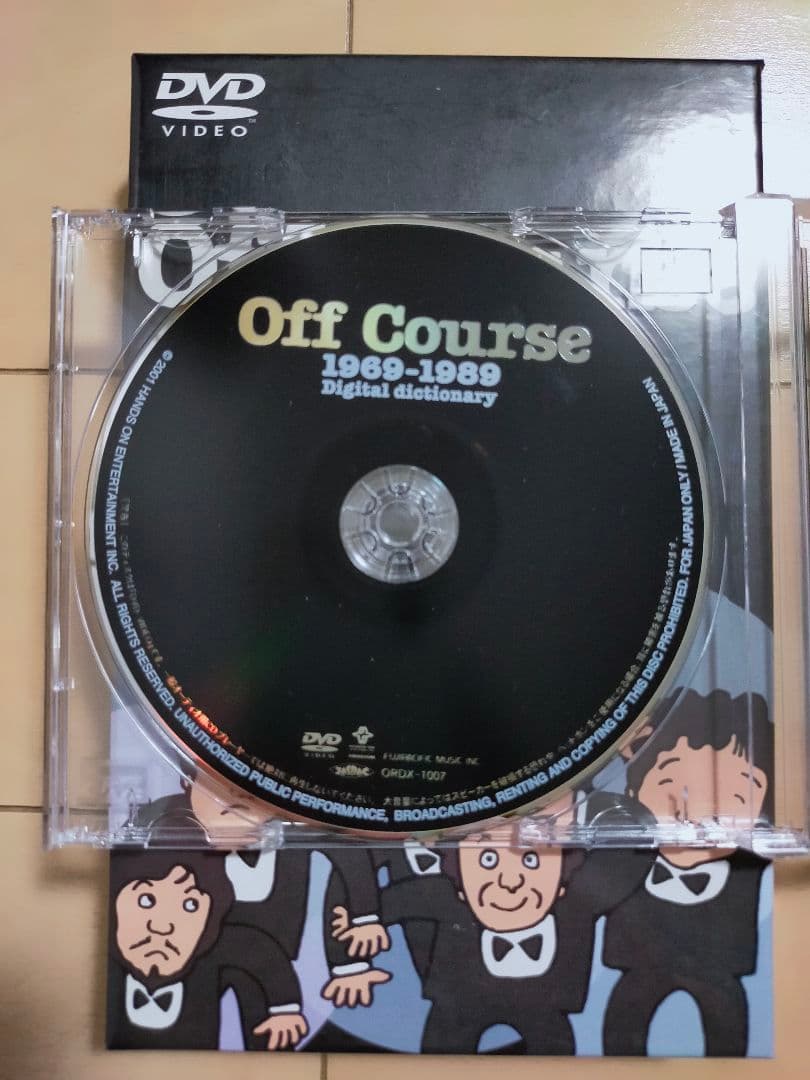 DVD
VIDEO
Off Course
1969-1989
Digital dictionary
© 2001 HANDS ON ENTERTAINMENT INC. ALL RIGHTS RESERVED. UNAUTHORIZED PUBLIC PERFORMANCE, BROADCASTING, RENTING AND COPYING OF THIS DISC PROHIBITED. FOR JAPAN ONLY / MADE IN JAPAN
DVD
VIDEO
FUJIPACIFIC MUSIC INC
ORDX-1007